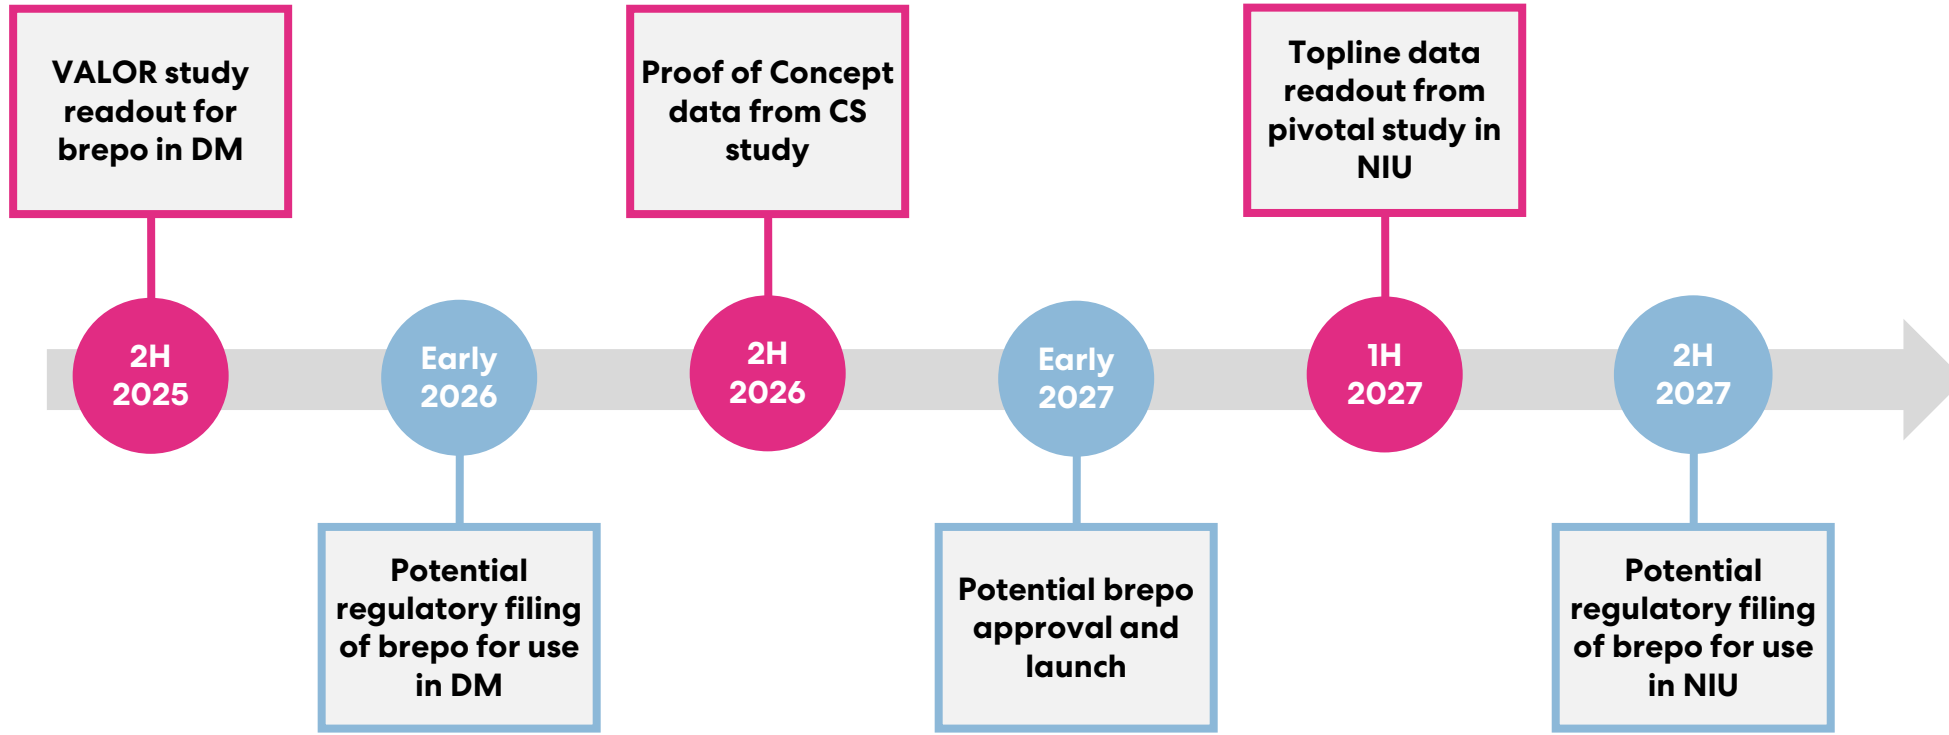 VALOR study
readout for
brepo in DM
Proof of Concept
data from CS
study
Topline data
readout from
pivotal study in
NIU
2H
2025
Early
2026
2H
2026
Early
2027
1H
2027
2H
2027
Potential
regulatory filing
of brepo for use
in DM
Potential brepo
approval and
launch
Potential
regulatory filing
of brepo for use
in NIU